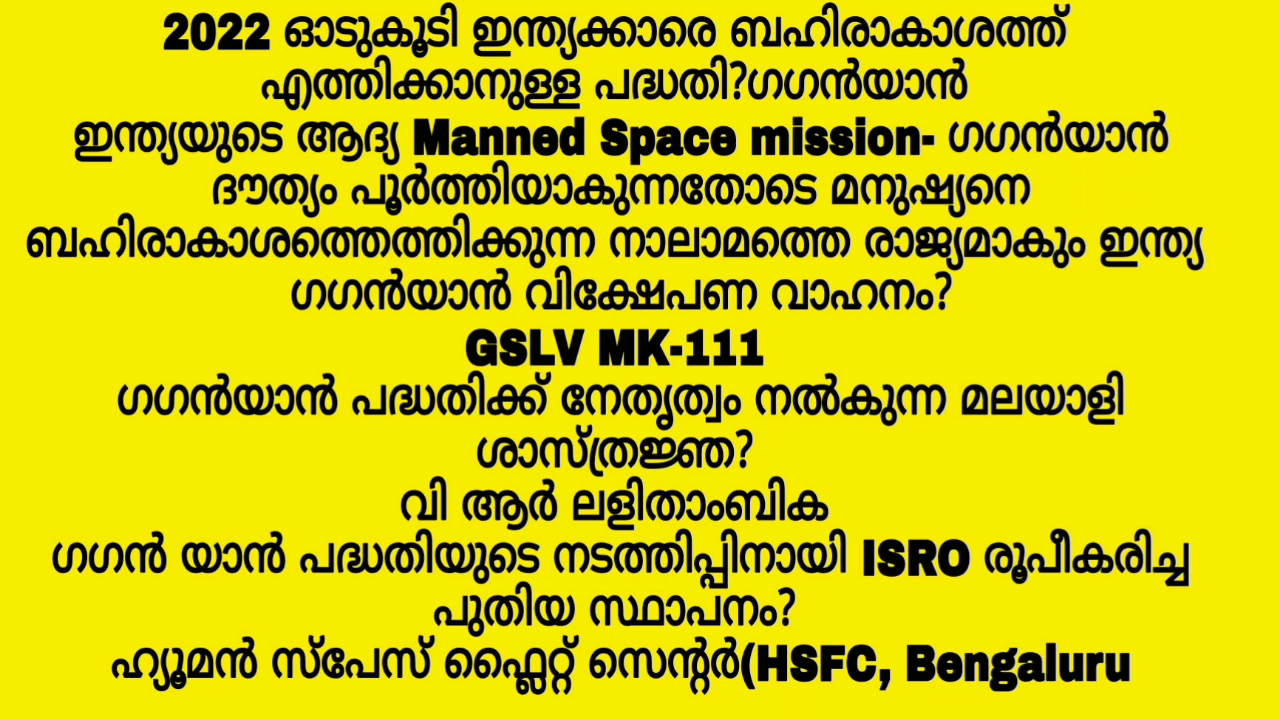 2022 ഓടുകൂടി ഇന്ത്യക്കാരെ ബഹിരാകാശത്ത്
എത്തിക്കാനുള്ള പദ്ധതി?ഗഗൻയാൻ
ഇന്ത്യയുടെ ആദ്യ Manned Space mission- ഗഗൻയാൻ
ദൗത്യം പൂർത്തിയാകുന്നതോടെ മനുഷ്യനെ
ബഹിരാകാശത്തെത്തിക്കുന്ന നാലാമത്തെ രാജ്യമാകും ഇന്ത്യ
ഗഗൻയാൻ വിക്ഷേപണ വാഹനം?
GSLV MK-111
ഗഗൻയാൻ പദ്ധതിക്ക് നേതൃത്വം നൽകുന്ന മലയാളി
ശാസ്ത്രജ്ഞ?
വി ആർ ലളിതാംബിക
ഗഗൻ യാൻ പദ്ധതിയുടെ നടത്തിപ്പിനായി ISRO രൂപീകരിച്ച
പുതിയ സ്ഥാപനം?
ഹ്യൂമൻ സ്പേസ് ഫ്ലൈറ്റ് സെന്റർ(HSFC, Bengaluru